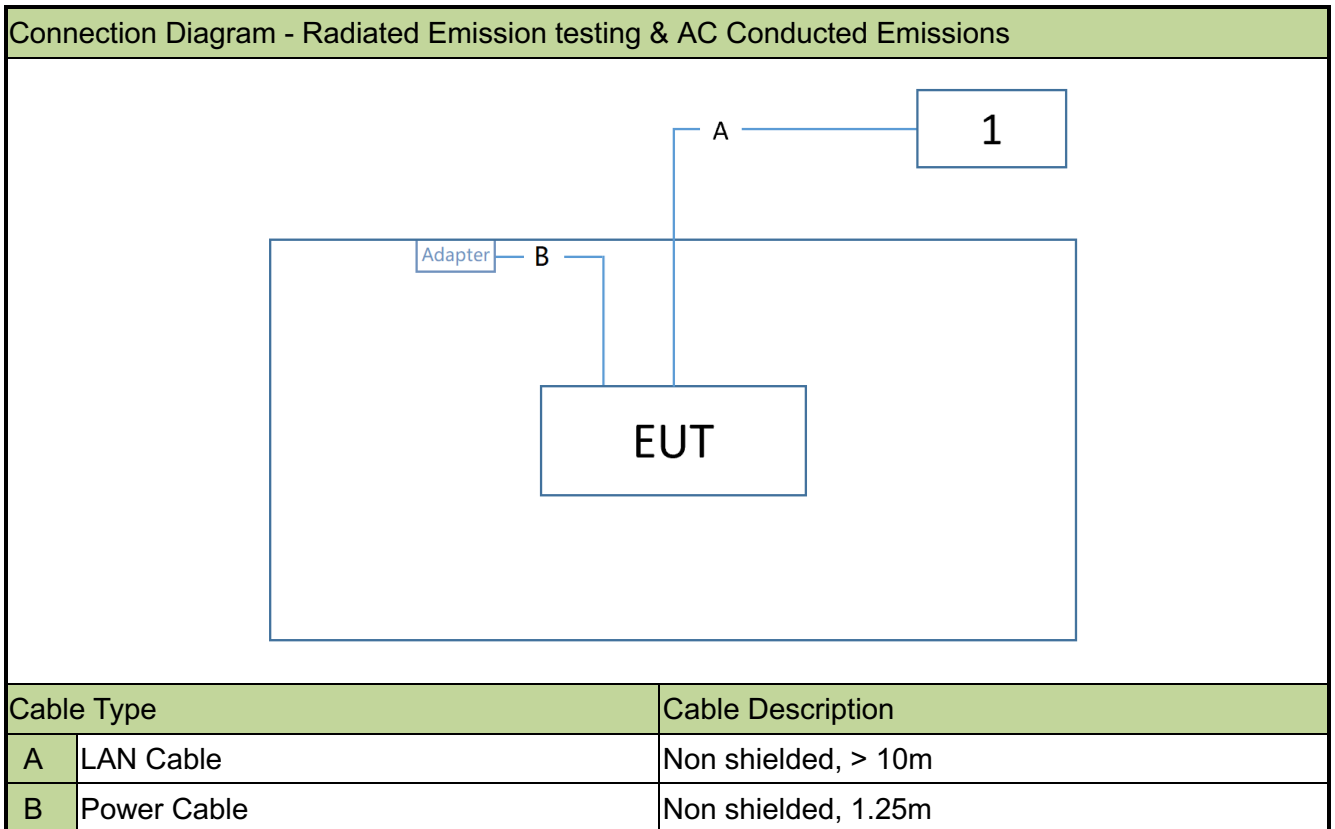 Connection Diagram - Radiated Emission testing & AC Conducted Emissions
A
1
Adapter
B
EUT
Cable Type Cable Description
A LAN Cable Non shielded, > 10m
B Power Cable Non shielded, 1.25m